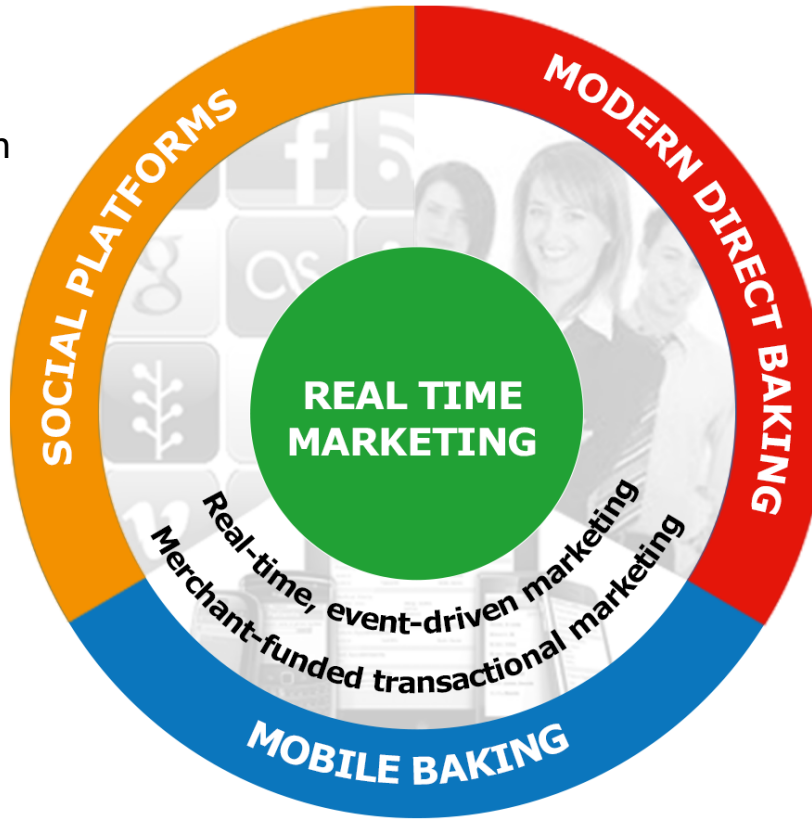 n
SOCIAL PLATFORMS
MODERN DIRECT BAKING
REAL TIME
MARKETING
Real-time, event-driven marketing
Merchant-funded transactional marketing
MOBILE BAKING